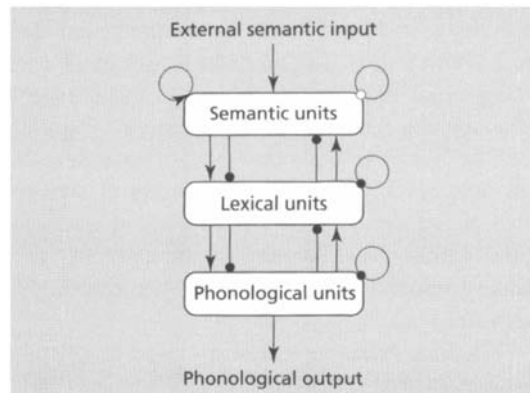 External semantic input
Semantic units
Lexical units
Phonological units
Phonological output